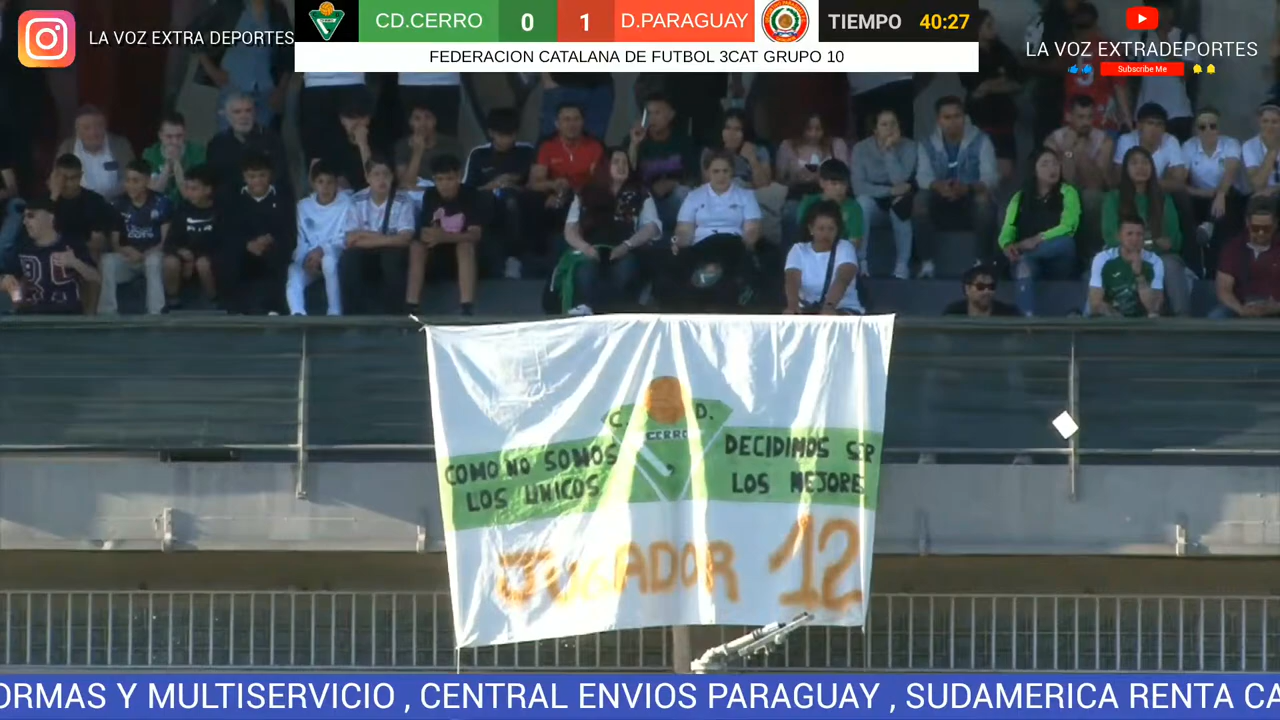 LA VOZ EXTRA DEPORTES
CD.CERRO 0 1 D.PARAGUAY TIEMPO 40:27
FEDERACION CATALANA DE FUTBOL 3CAT GRUPO 10
LA VOZ EXTRADEPORTES
Subscribe Me
C. D.
CERRO
COMO NO SOMOS
LOS UNICOS
DECIDIMOS SER
LOS MEJORE
JUGADOR 12
ORMAS Y MULTISERVICIO , CENTRAL ENVIOS PARAGUAY , SUDAMERICA RENTA CA